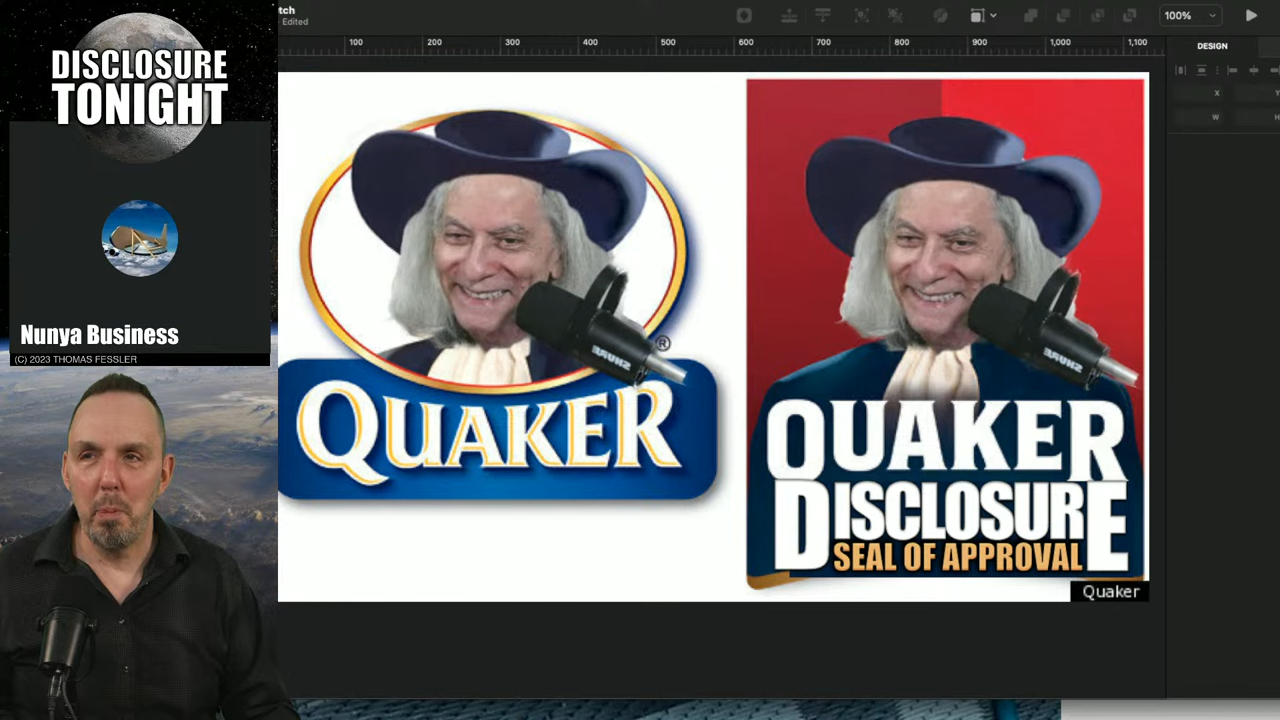 DISCLOSURE
TONIGHT
Nunya Business
(C) 2023 THOMAS FESSLER
tch
Edited
100%
100 200 300 400 500 600 700 800 900 1,000 1,100
DESIGN
X
Y
W
H
QUAKER
®
SHURE
QUAKER
DISCLOSURE
SEAL OF APPROVAL
SHURE
Quaker